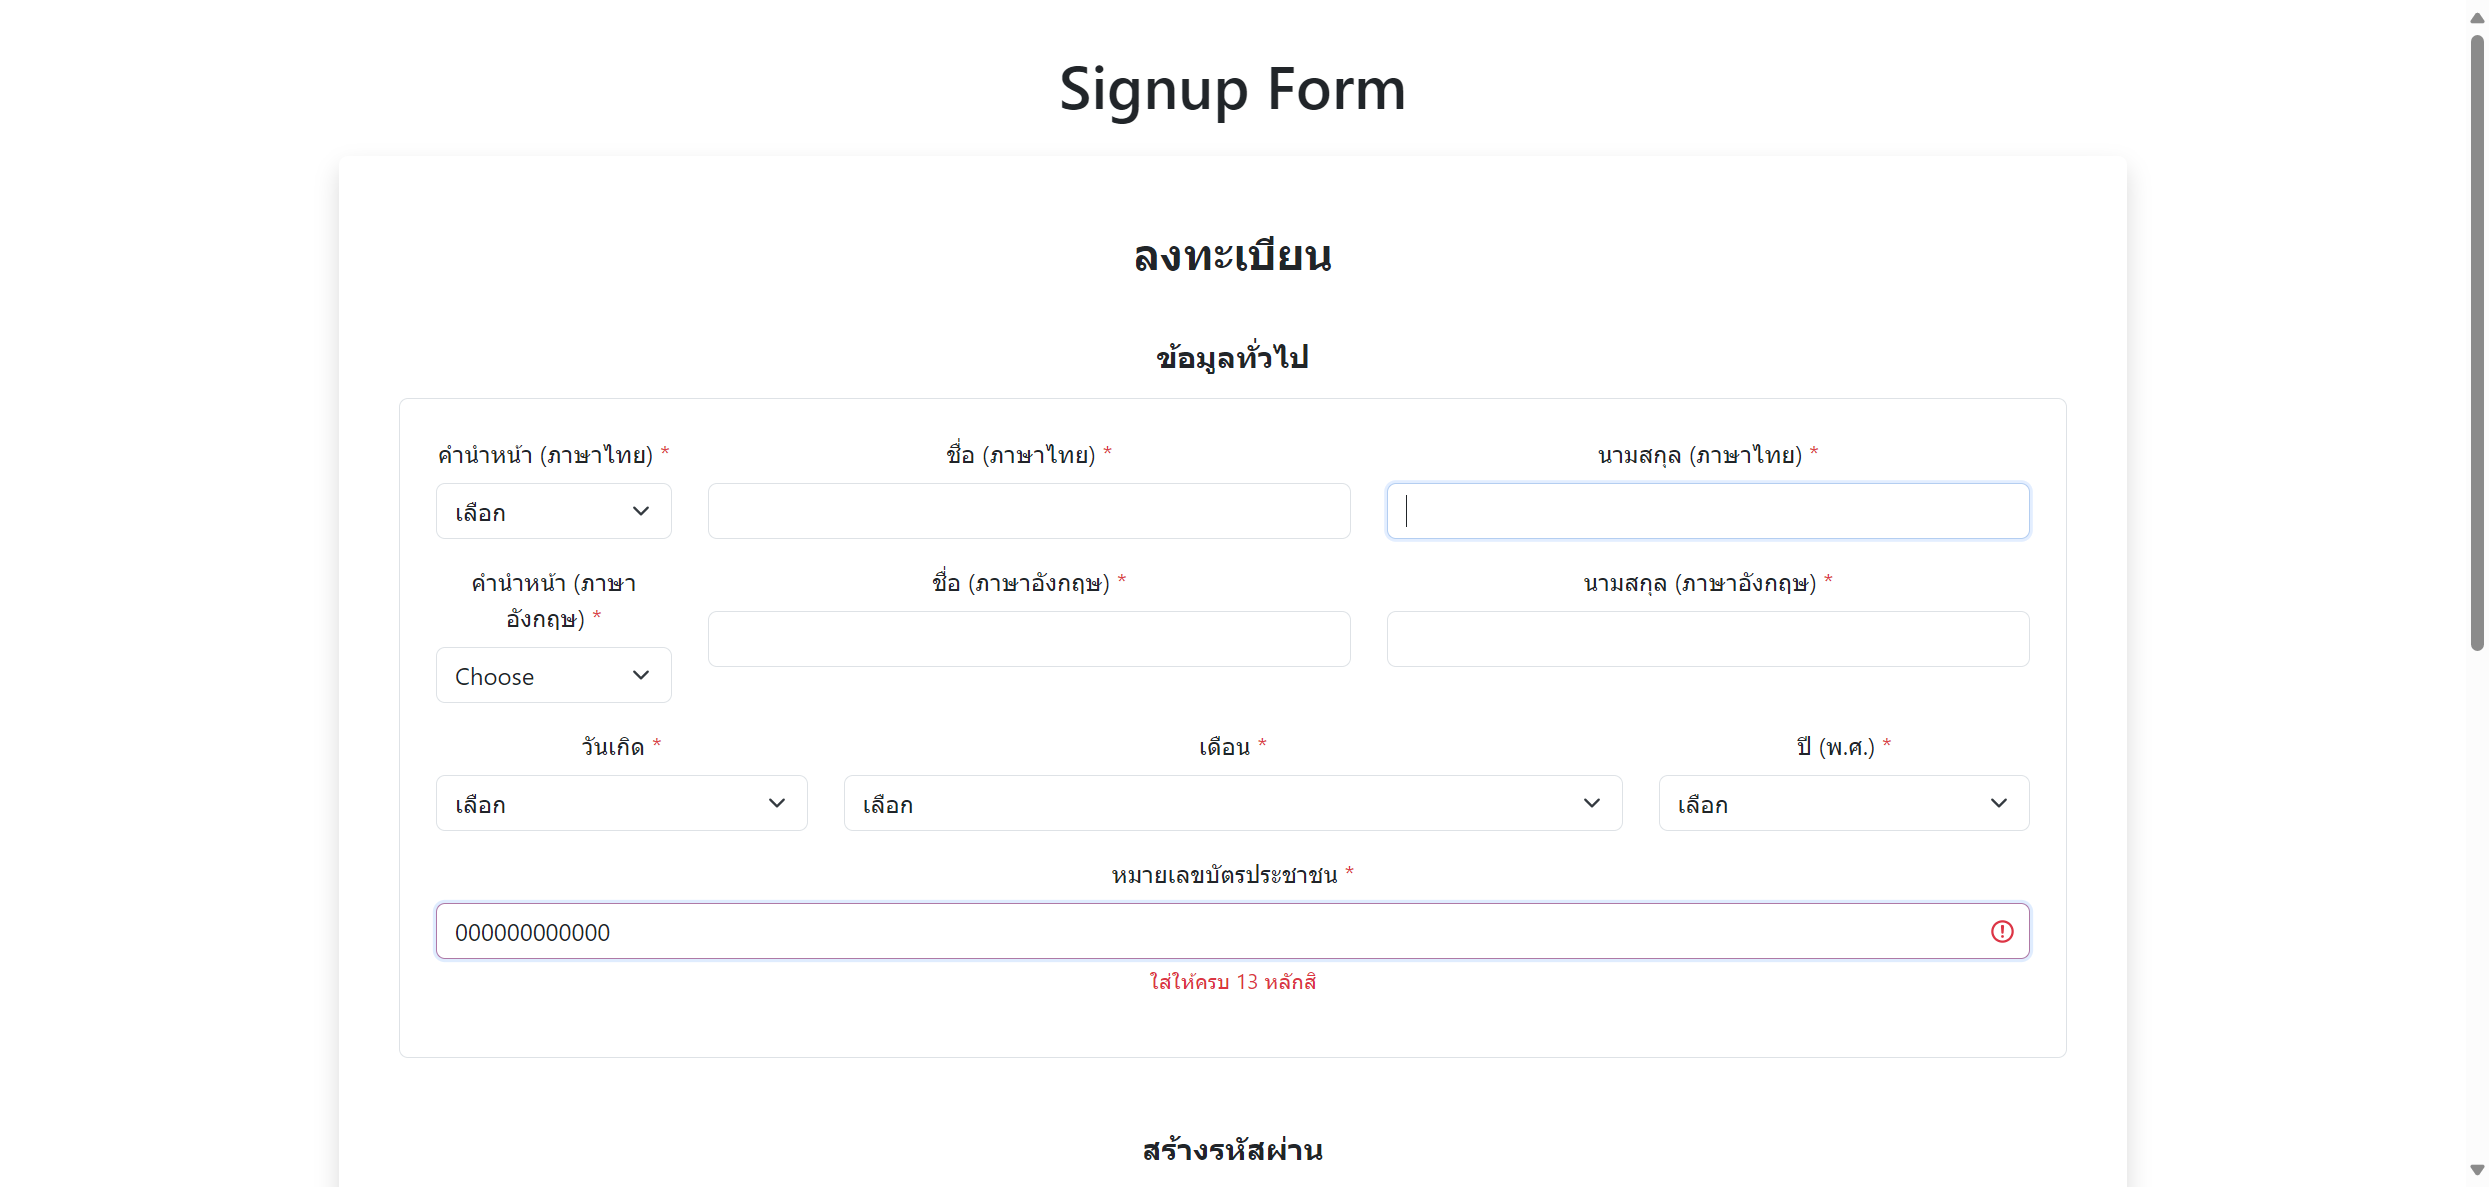 Signup Form
ลงทะเบียน
ข้อมูลทั่วไป
คำนำหน้า (ภาษาไทย) *
ชื่อ (ภาษาไทย) *
นามสกุล (ภาษาไทย) *
เลือก
คำนำหน้า (ภาษา
อังกฤษ) *
ชื่อ (ภาษาอังกฤษ) *
นามสกุล (ภาษาอังกฤษ) *
Choose
วันเกิด *
เดือน *
ปี (พ.ศ.) *
เลือก
เลือก
เลือก
หมายเลขบัตรประชาชน *
000000000000
ใส่ให้ครบ 13 หลักสิ
สร้างรหัสผ่าน